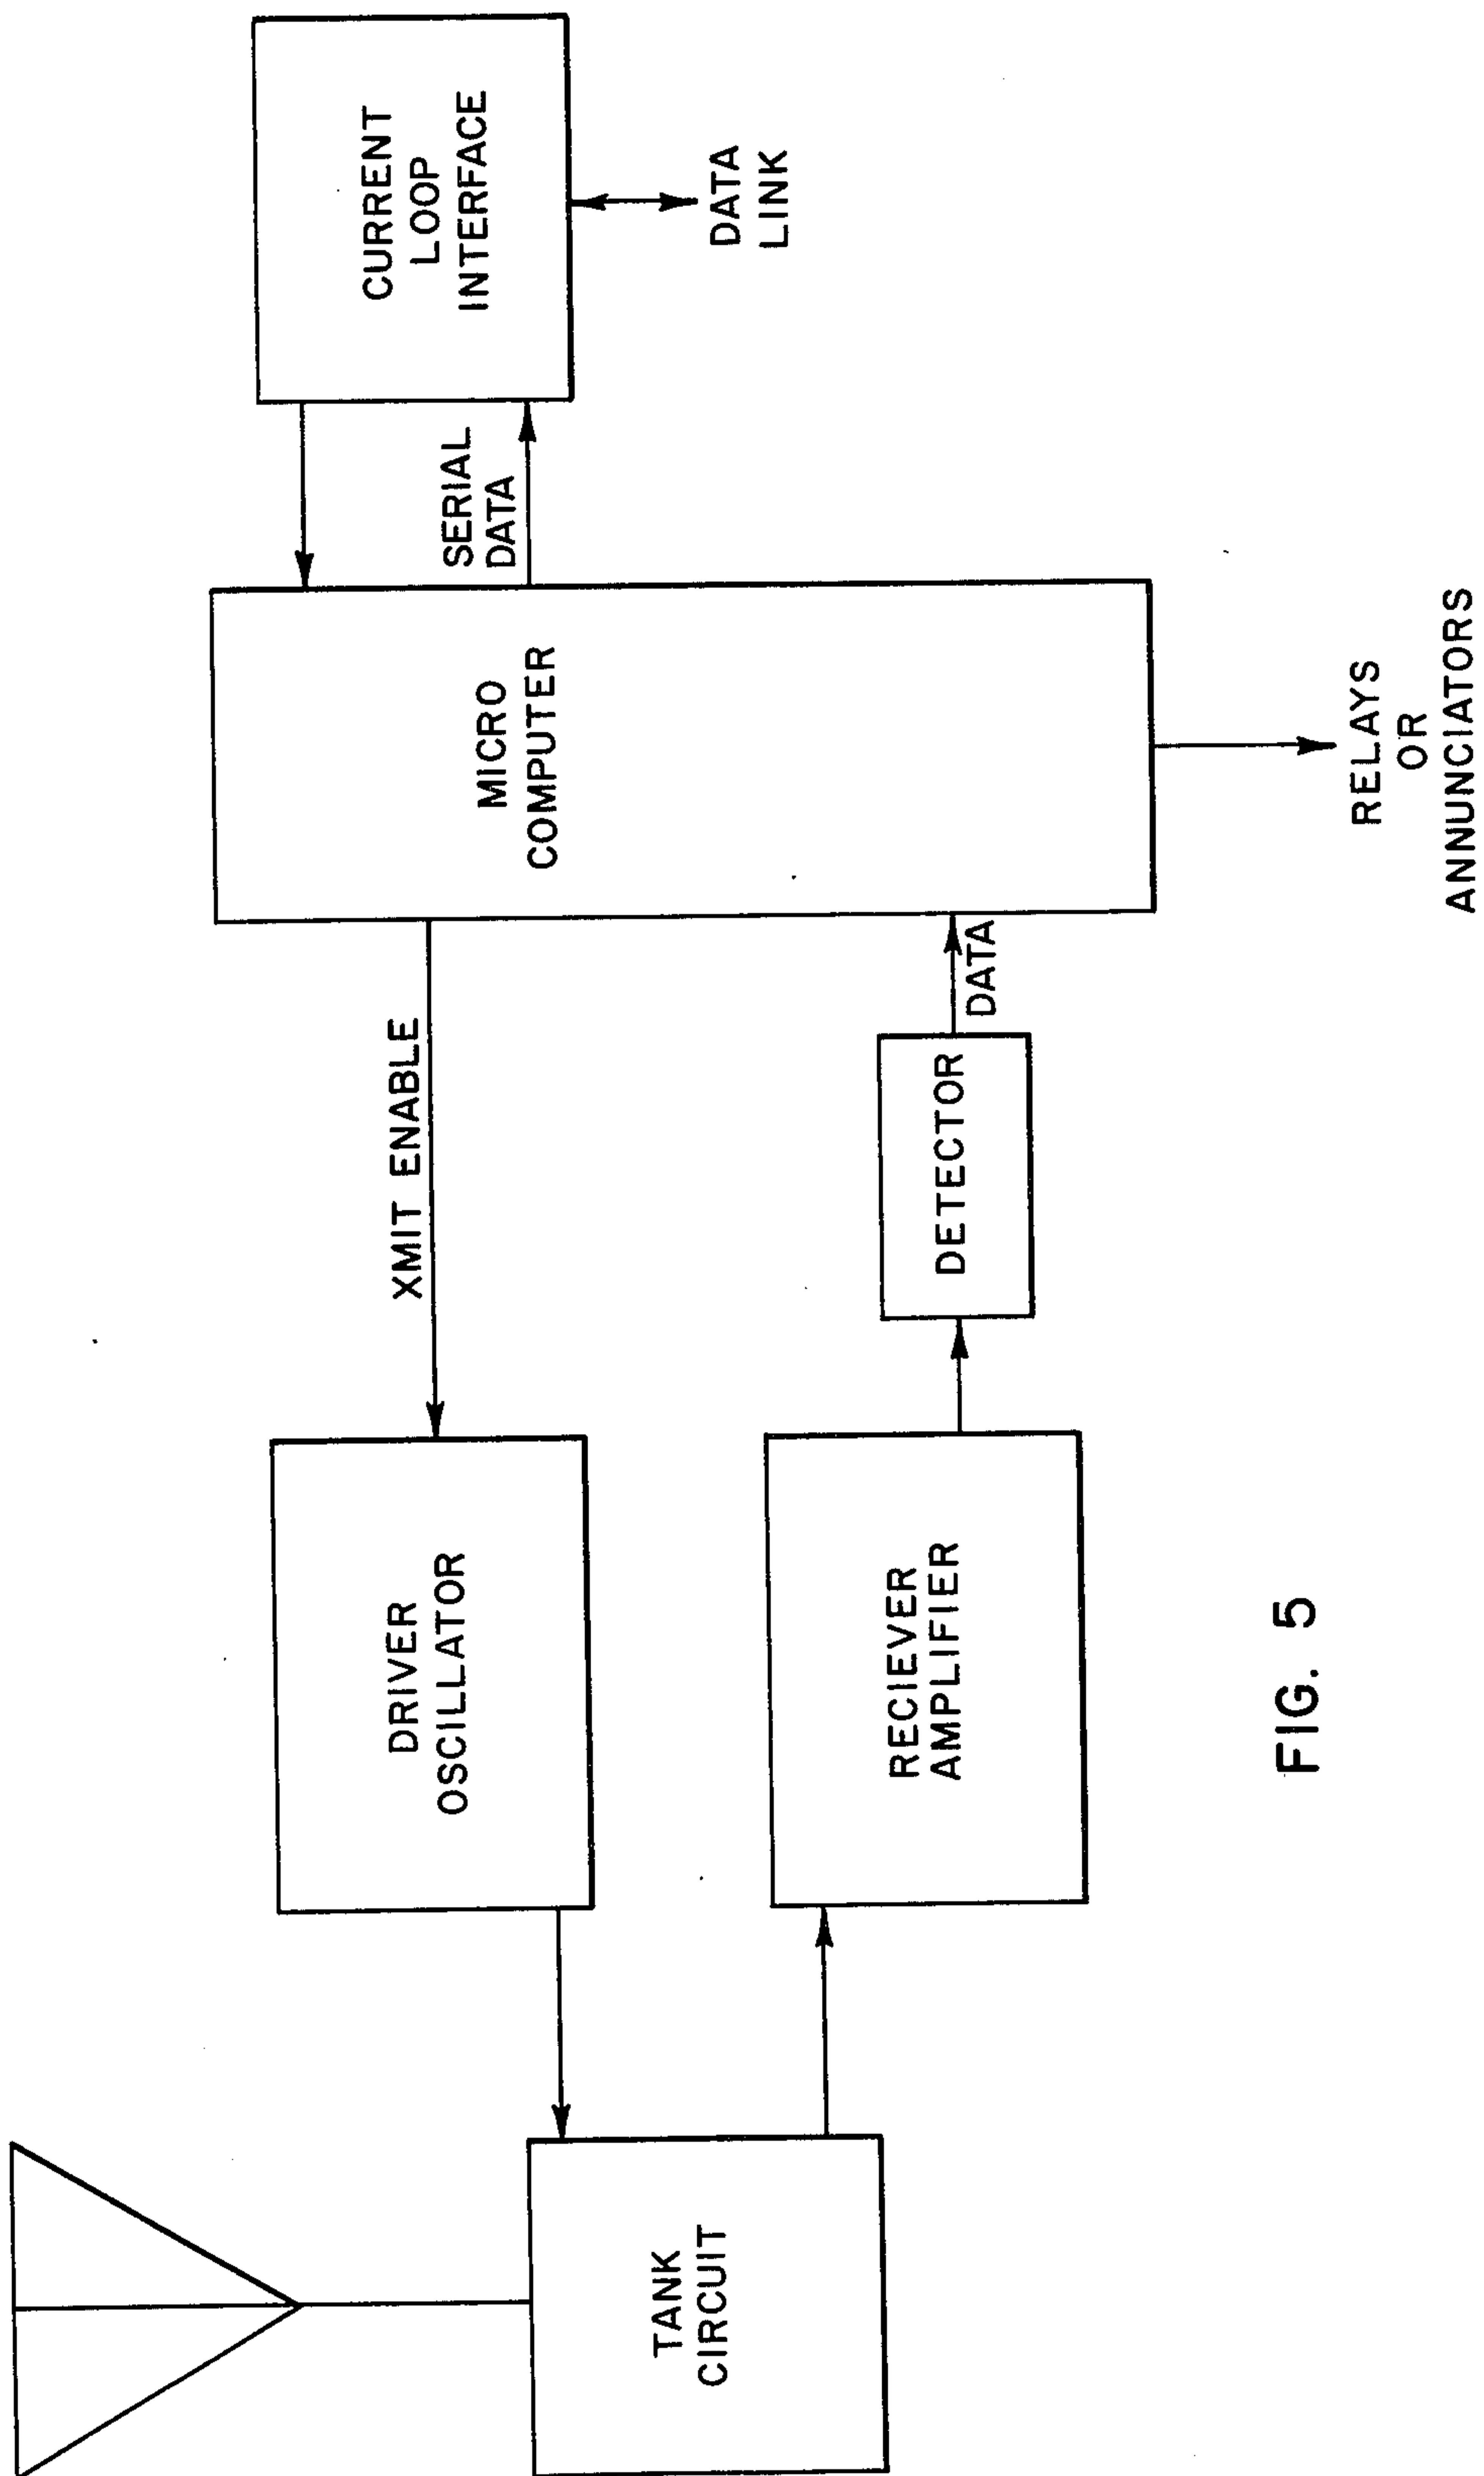 TANK
CIRCUIT
DRIVER
OSCILLATOR
RECIEVER
AMPLIFIER
XMIT ENABLE
DETECTOR
DATA
MICRO
COMPUTER
SERIAL
DATA
CURRENT
LOOP
INTERFACE
DATA
LINK
RELAYS
OR
ANNUNCIATORS
FIG. 5